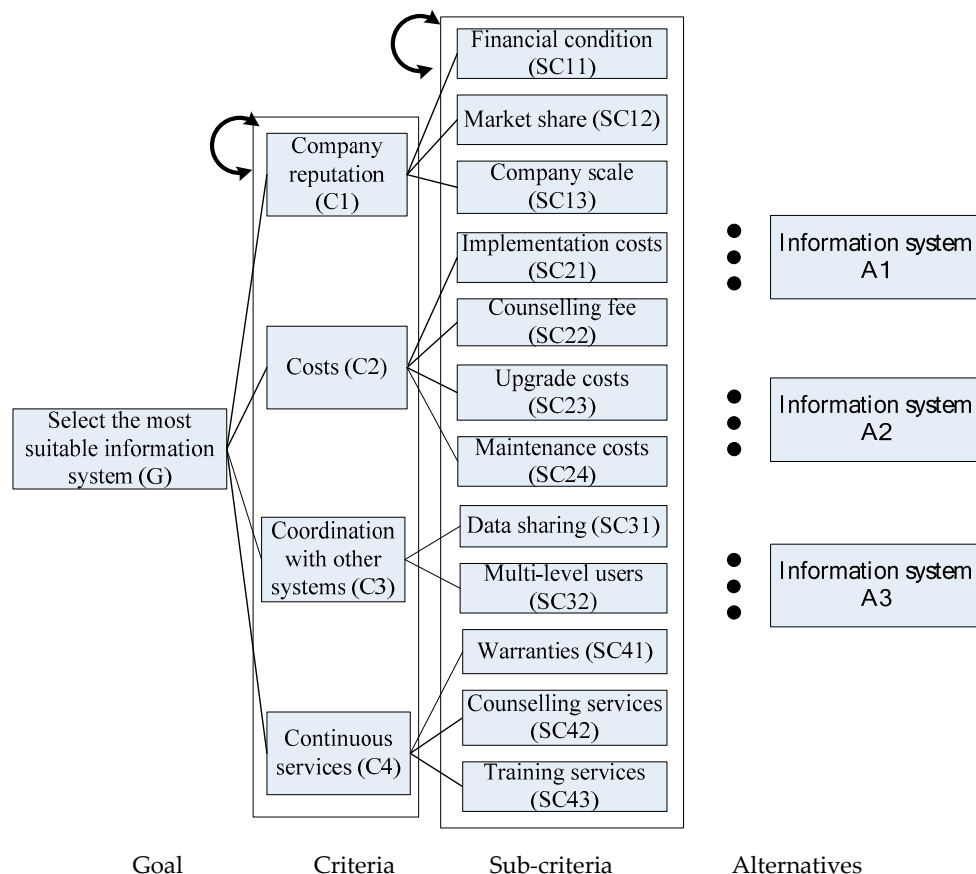 Financial condition
(SC11)
Market share (SC12)
Company
reputation
(C1)
Company scale
(SC13)
Implementation costs
(SC21)
Information system
A1
Counselling fee
(SC22)
Costs (C2)
Upgrade costs
(SC23)
Information system
A2
Select the most
suitable information
system (G)
Maintenance costs
(SC24)
Data sharing (SC31)
Coordination
with other
systems (C3)
Multi-level users
(SC32)
Information system
A3
Warranties (SC41)
Counselling services
(SC42)
Continuous
services (C4)
Training services
(SC43)
Goal
Criteria
Sub-criteria
Alternatives